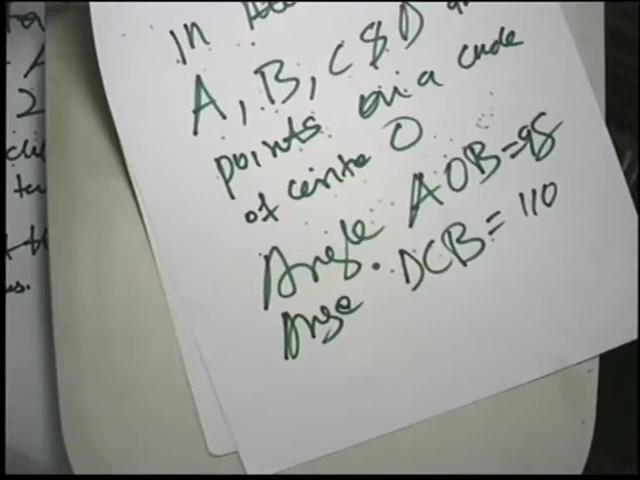 In
A, B, C & D
points on a circle
of centre O
Angle AOB = 98
Angle DCB = 110